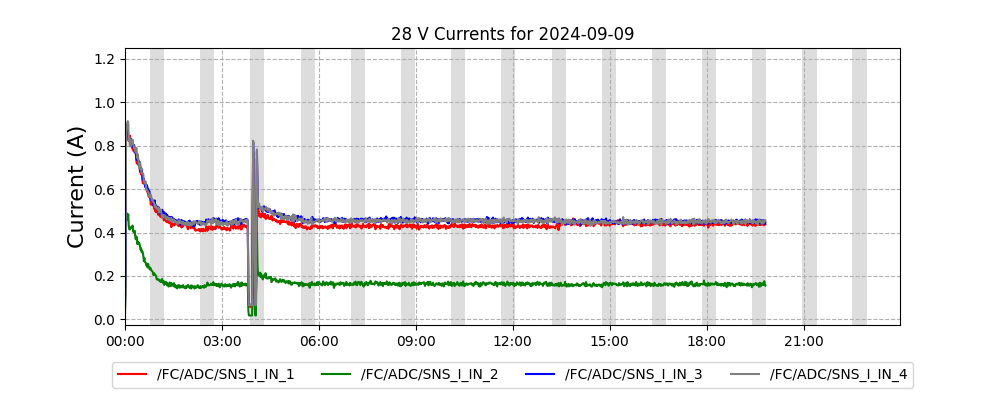 28 V Currents for 2024-09-09
Current (A)
1.2
1.0
0.8
0.6
0.4
0.2
0.0
00:00 03:00 06:00 09:00 12:00 15:00 18:00 21:00
/FC/ADC/SNS_I_IN_1 /FC/ADC/SNS_I_IN_2 /FC/ADC/SNS_I_IN_3 /FC/ADC/SNS_I_IN_4